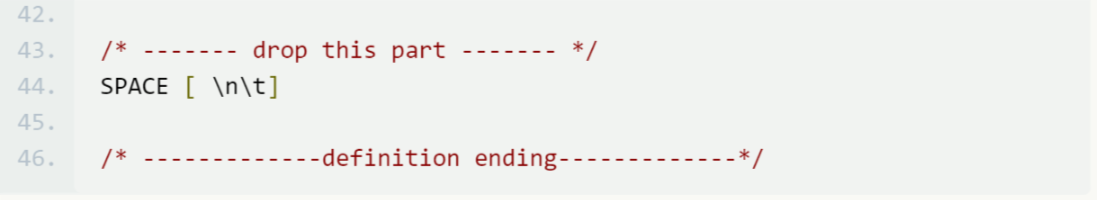 42.
43. /* ------- drop this part ------- */
44. SPACE [ \n\t]
45.
46. /* -------------definition ending-------------*/